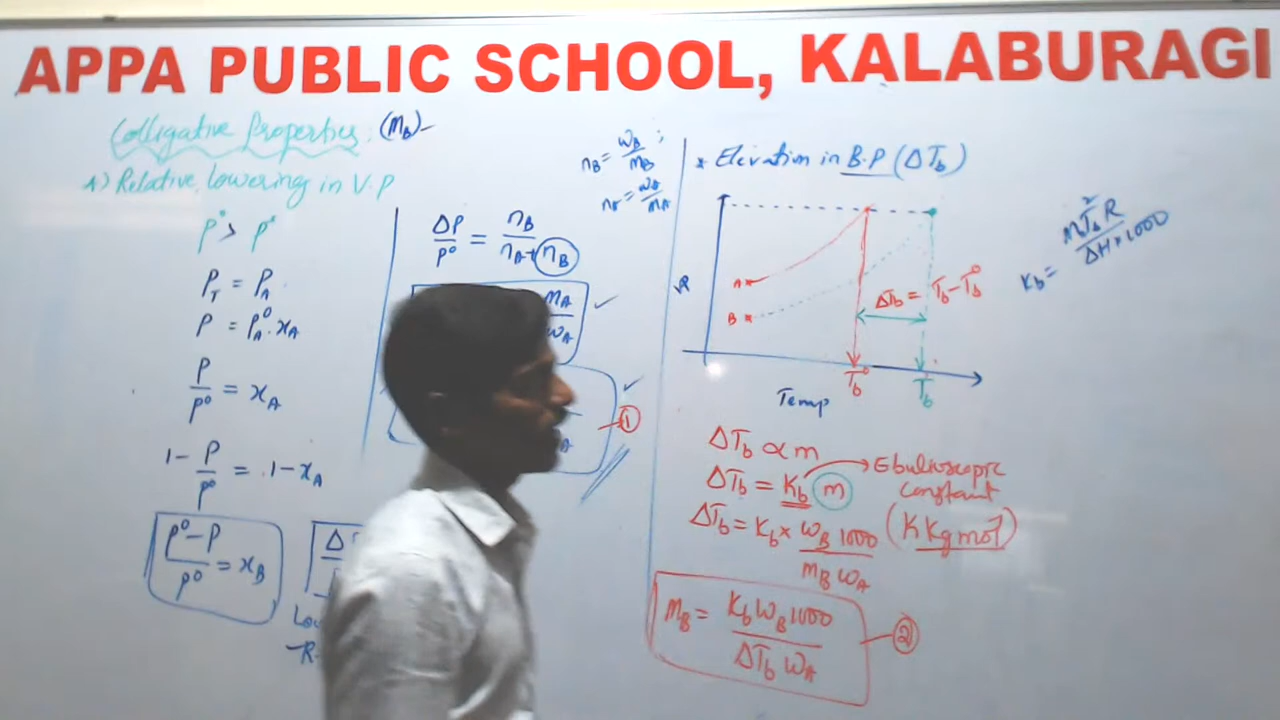 APPA PUBLIC SCHOOL, KALABURAGI
Colligative Properties : (M_B) -
1) Relative lowering in V.P
P° > P^s
P_T = P_A
P = P_A° . x_A
P/P° = x_A
1 - P/P° = 1 - x_A
(P° - P)/P° = x_B
Δ
ΔP/P° = n_B/(n_A + n_B)
M_A
W_A
①
n_B = W_B/M_B ;
n_A = W_A/M_A
* Elevation in B.P (ΔT_b)
VP
A
B
ΔT_b = T_b - T_b°
T_b°
T_b
Temp
K_b = M T_b² R/(ΔH × 1000)
ΔT_b ∝ m
ΔT_b = K_b m → Ebulioscopic constant
ΔT_b = K_b × W_B 1000/(M_B W_A) (K Kg mol⁻¹)
M_B = K_b W_B 1000/(ΔT_b W_A) — ②